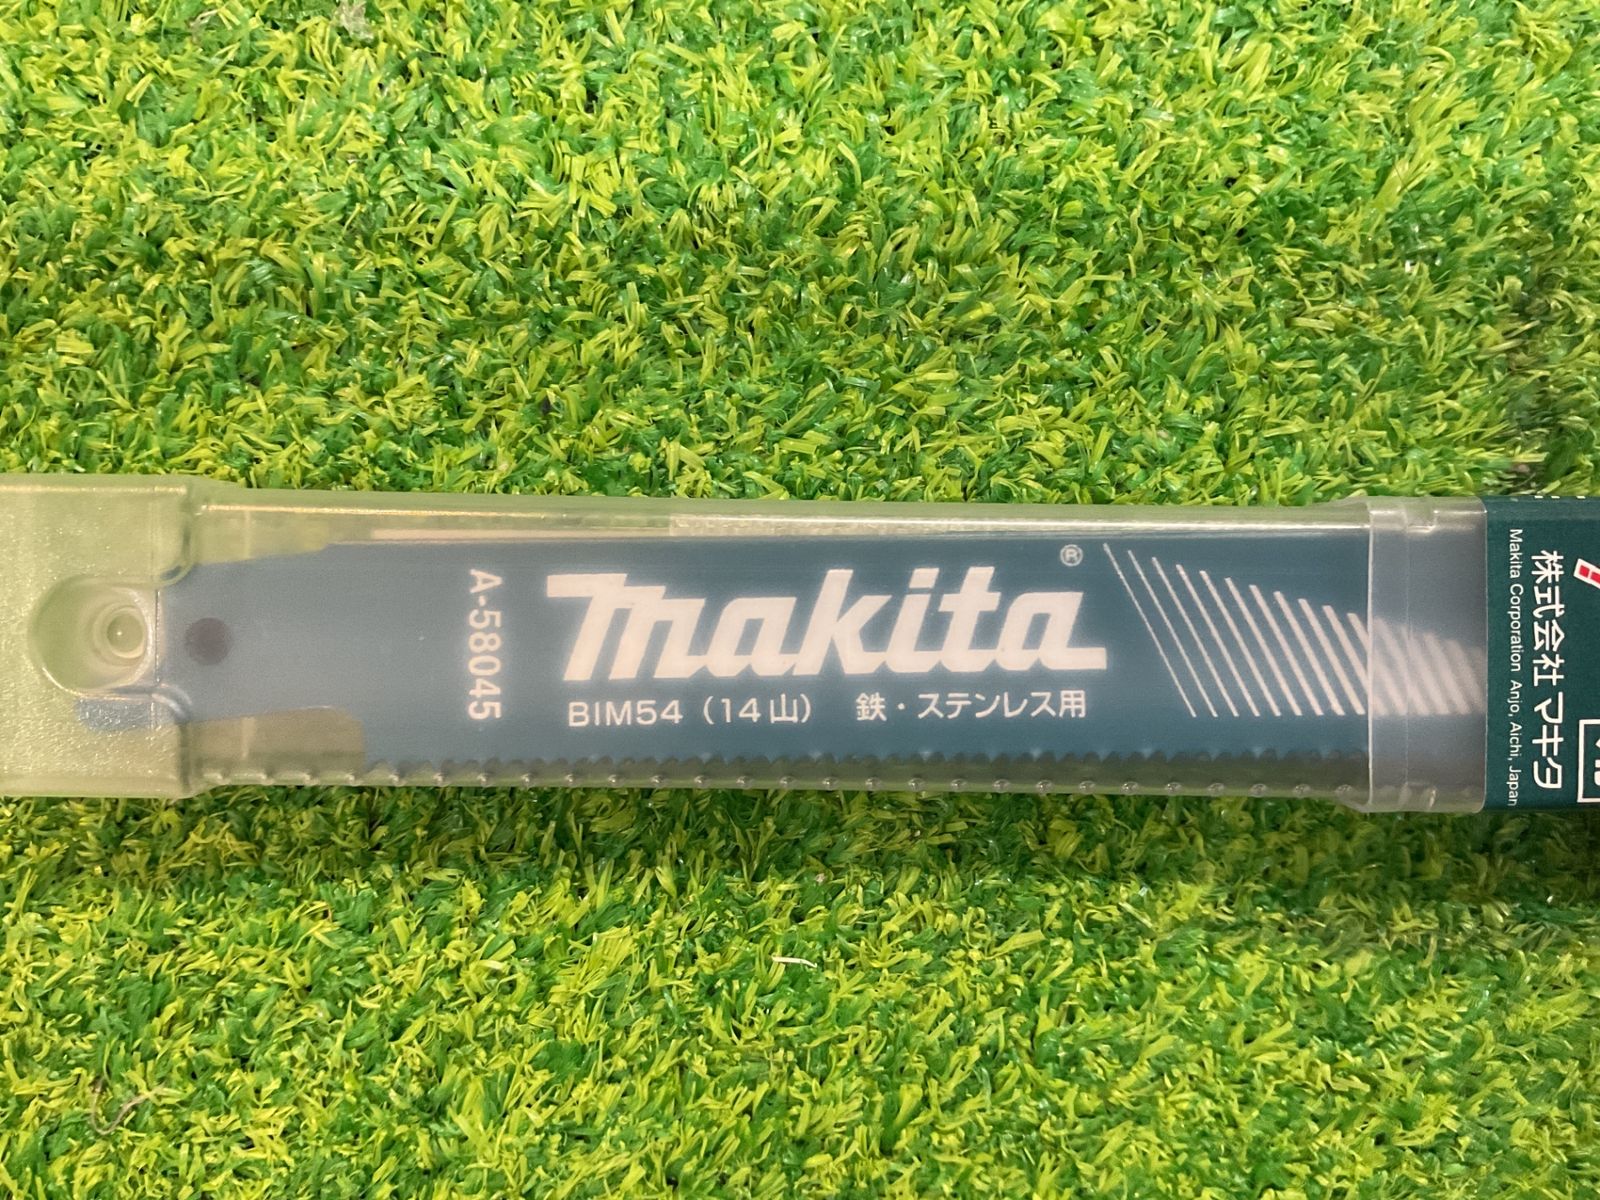 makita®
A-58045
BIM54 (14山) 鉄・ステンレス用
株式会社マキタ
Makita Corporation Anjo, Aichi, Japan